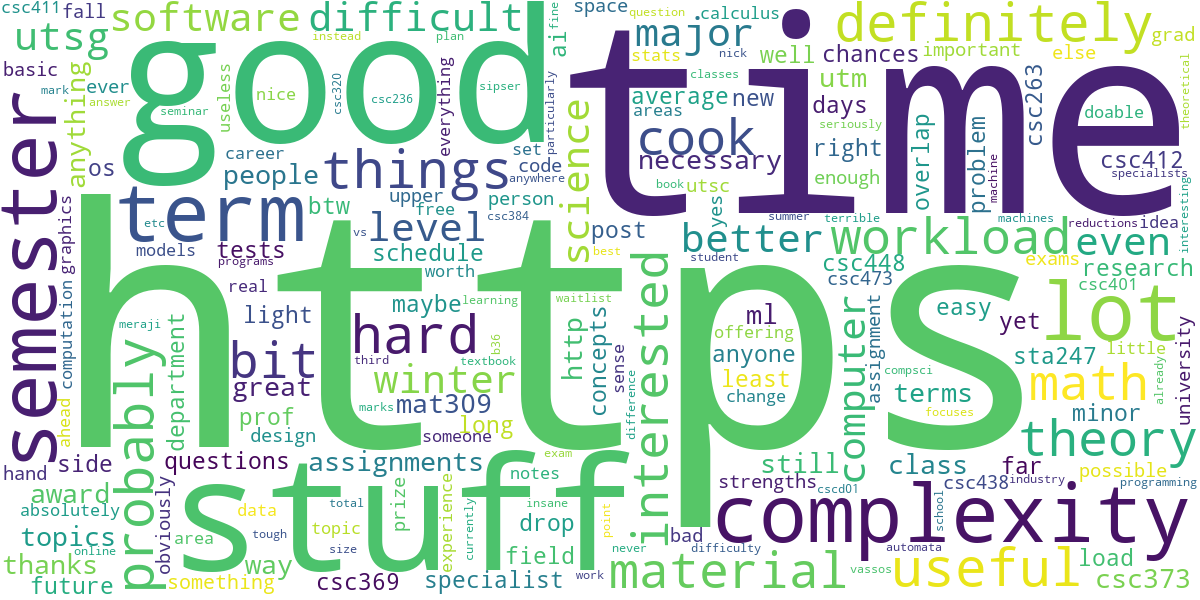 https
time
good
stuff
complexity
semester
term
lot
things
hard
bit
cook
useful
material
workload
theory
math
definitely
difficult
software
utsg
major
better
even
level
probably
interested
science
computer
winter
csc411
fall
basic
mark
ever
answer
anything
os
graphics
computation
ahead
seminar
nice
useless
career
people
etc
models
tests
programs
real
light
great
meraji
department
prof
design
hand
side
questions
award
absolutely
topics
online
thanks
future
obviously
data
area
something
way
instead
plan
stats
csc320
csc236
sipser
everything
particularly
set
code
anywhere
upper
free
person
btw
csc384
vs
schedule
worth
post
best
maybe
learning
waitlist
http
third
textbook
b36
mat309
marks
long
someone
concepts
sense
difference
assignments
notes
exam
prize
experience
total
insane
tough
topic
size
currently
drop
field
csc369
specialist
point
never
work
ai
fine
space
question
calculus
nick
classes
well
chances
important
else
grad
utm
average
new
areas
days
seriously
right
necessary
enough
book
utsc
yes
summer
student
terrible
overlap
problem
machine
machines
csc263
doable
theoretical
csc412
specialists
reductions
idea
interesting
csc448
csc473
exams
research
csc401
ml
offering
anyone
least
change
assignment
easy
yet
compsci
sta247
little
already
university
terms
focuses
minor
still
class
far
possible
strengths
cscd01
csc438
industry
programming
school
bad
difficulty
automata
vassos
load
csc373